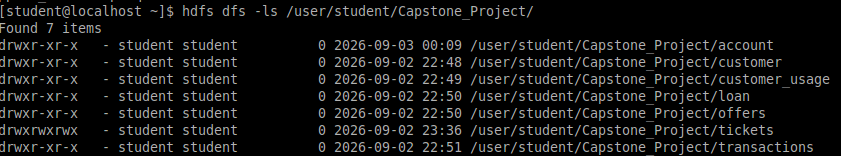 [student@localhost ~]$ hdfs dfs -ls /user/student/Capstone_Project/
Found 7 items
drwxr-xr-x   - student student          0 2026-09-03 00:09 /user/student/Capstone_Project/account
drwxr-xr-x   - student student          0 2026-09-02 22:48 /user/student/Capstone_Project/customer
drwxr-xr-x   - student student          0 2026-09-02 22:49 /user/student/Capstone_Project/customer_usage
drwxr-xr-x   - student student          0 2026-09-02 22:50 /user/student/Capstone_Project/loan
drwxr-xr-x   - student student          0 2026-09-02 22:50 /user/student/Capstone_Project/offers
drwxrwxrwx   - student student          0 2026-09-02 23:36 /user/student/Capstone_Project/tickets
drwxr-xr-x   - student student          0 2026-09-02 22:51 /user/student/Capstone_Project/transactions